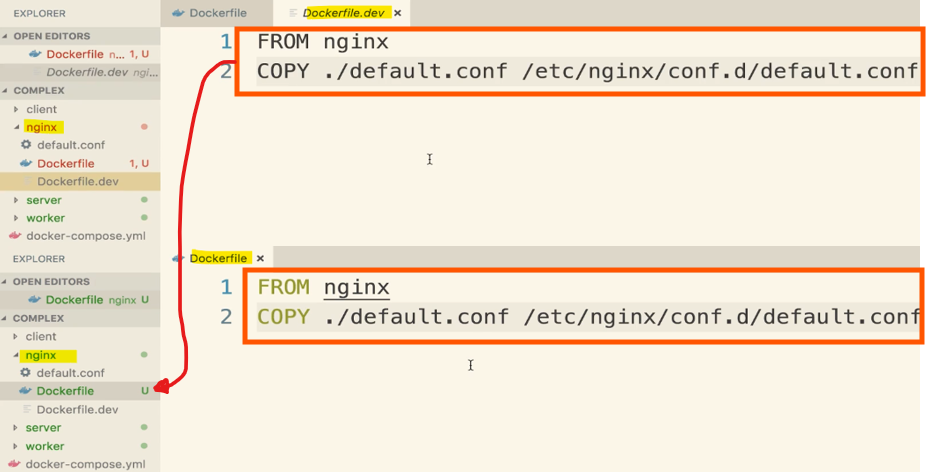 EXPLORER
Dockerfile
Dockerfile.dev ×
OPEN EDITORS
Dockerfile n... 1, U
Dockerfile.dev ngi...
COMPLEX
client
nginx
default.conf
Dockerfile 1, U
Dockerfile.dev
server
worker
docker-compose.yml
1 FROM nginx
2 COPY ./default.conf /etc/nginx/conf.d/default.conf
EXPLORER
Dockerfile ×
OPEN EDITORS
Dockerfile nginx U
COMPLEX
client
nginx
default.conf
Dockerfile U
Dockerfile.dev
server
worker
docker-compose.yml
1 FROM nginx
2 COPY ./default.conf /etc/nginx/conf.d/default.conf